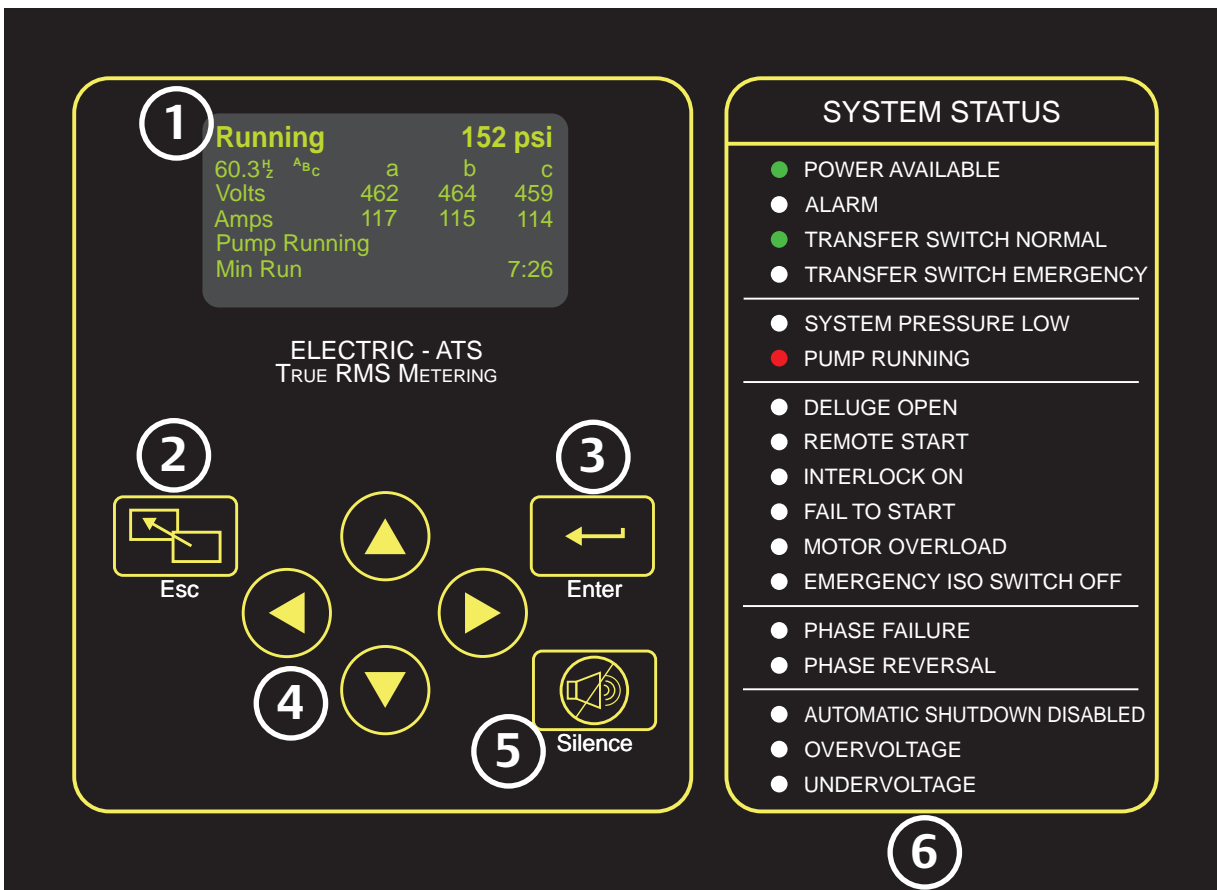 1
Running 152 psi
60.3 Hz ABC a b c
Volts 462 464 459
Amps 117 115 114
Pump Running
Min Run 7:26
ELECTRIC - ATS
TRUE RMS METERING
2
3
Esc
Enter
4
5
Silence
SYSTEM STATUS
POWER AVAILABLE
ALARM
TRANSFER SWITCH NORMAL
TRANSFER SWITCH EMERGENCY
SYSTEM PRESSURE LOW
PUMP RUNNING
DELUGE OPEN
REMOTE START
INTERLOCK ON
FAIL TO START
MOTOR OVERLOAD
EMERGENCY ISO SWITCH OFF
PHASE FAILURE
PHASE REVERSAL
AUTOMATIC SHUTDOWN DISABLED
OVERVOLTAGE
UNDERVOLTAGE
6